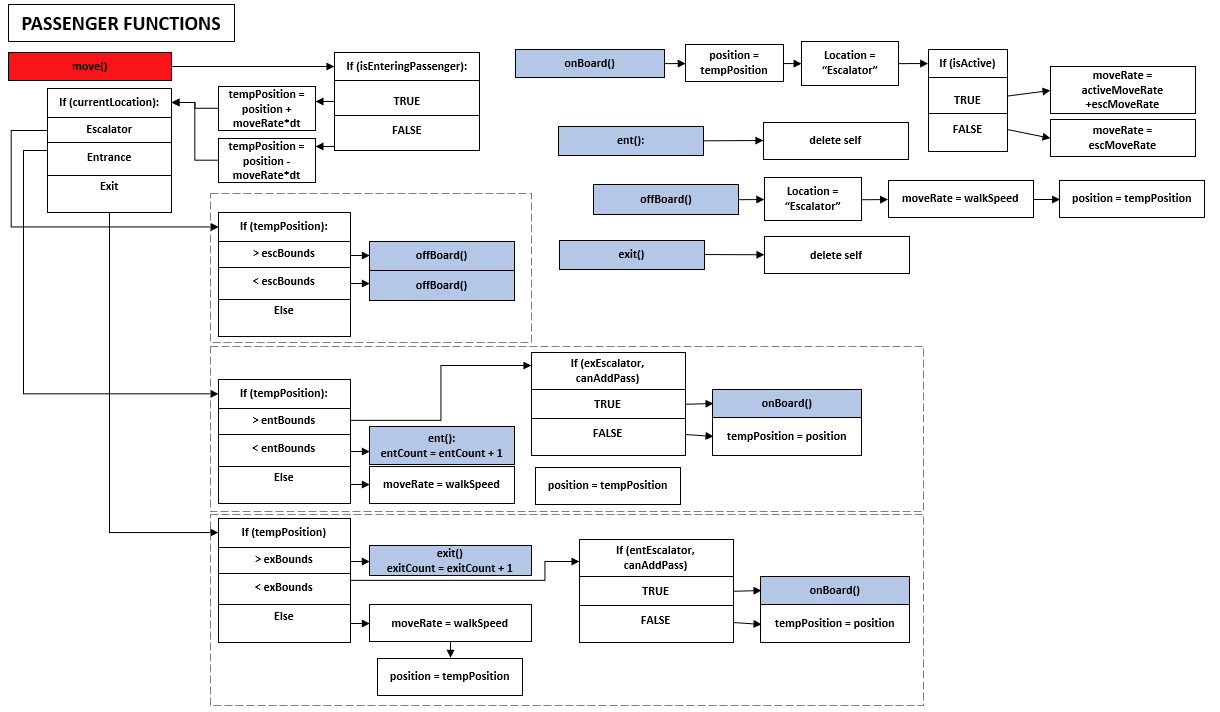 PASSENGER FUNCTIONS
move()
If (isEnteringPassenger):
TRUE
FALSE
tempPosition =
position +
moveRate*dt
tempPosition =
position -
moveRate*dt
If (currentLocation):
Escalator
Entrance
Exit
onBoard()
position =
tempPosition
Location =
“Escalator”
If (isActive)
TRUE
FALSE
moveRate =
activeMoveRate
+escMoveRate
moveRate =
escMoveRate
ent():
delete self
offBoard()
Location =
“Escalator”
moveRate = walkSpeed
position = tempPosition
exit()
delete self
If (tempPosition):
> escBounds
< escBounds
Else
offBoard()
offBoard()
If (tempPosition):
> entBounds
< entBounds
Else
ent():
entCount = entCount + 1
moveRate = walkSpeed
If (exEscalator,
canAddPass)
TRUE
FALSE
onBoard()
tempPosition = position
position = tempPosition
If (tempPosition)
> exBounds
< exBounds
Else
exit()
exitCount = exitCount + 1
moveRate = walkSpeed
position = tempPosition
If (entEscalator,
canAddPass)
TRUE
FALSE
onBoard()
tempPosition = position